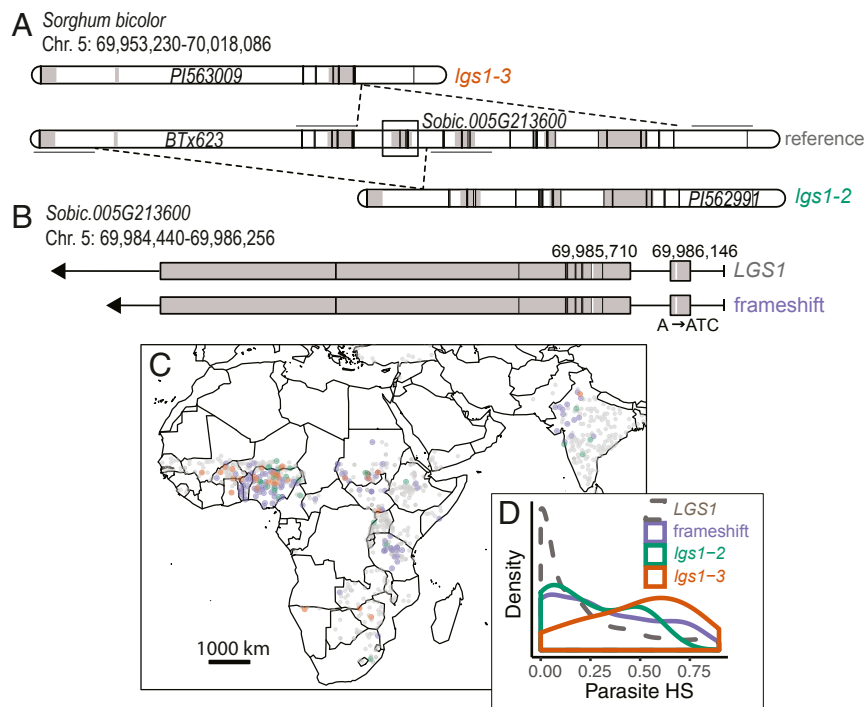 A
Sorghum bicolor
Chr. 5: 69,953,230-70,018,086
PI563009
lgs1-3
BTx623
Sobic.005G213600
reference
PI562991
lgs1-2
B
Sobic.005G213600
Chr. 5: 69,984,440-69,986,256
69,985,710
69,986,146
LGS1
frameshift
A→ATC
C
1000 km
D
LGS1
frameshift
lgs1−2
lgs1−3
Density
0.00
0.25
0.50
0.75
Parasite HS